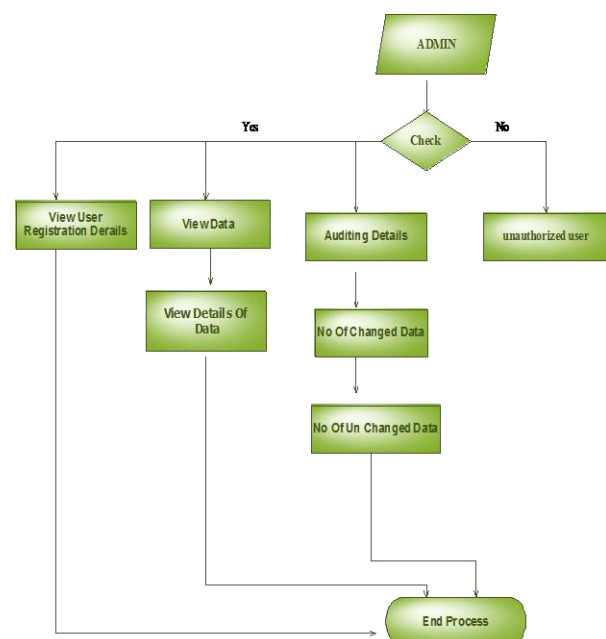 ADMIN
Yes
Check
No
View User
Registration Derails
View Data
Auditing Details
unauthorized user
View Details Of
Data
No Of Changed Data
No Of Un Changed Data
End Process